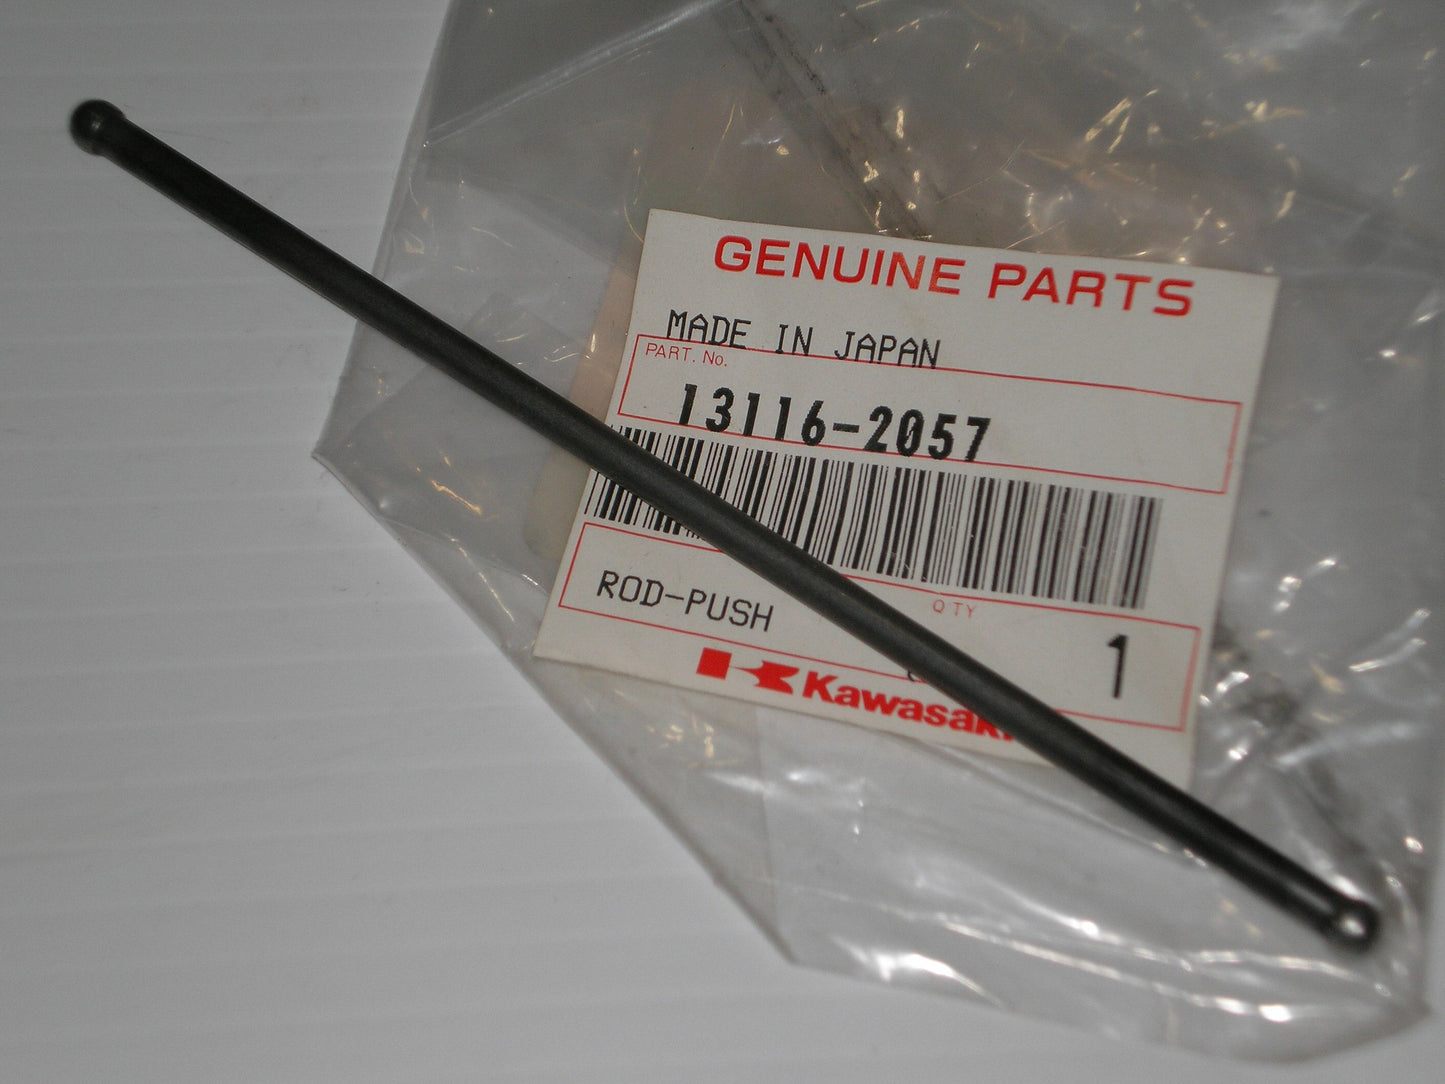 GENUINE PARTS
MADE IN JAPAN
PART. No.
13116-2057
ROD-PUSH
QTY
1
Kawasaki